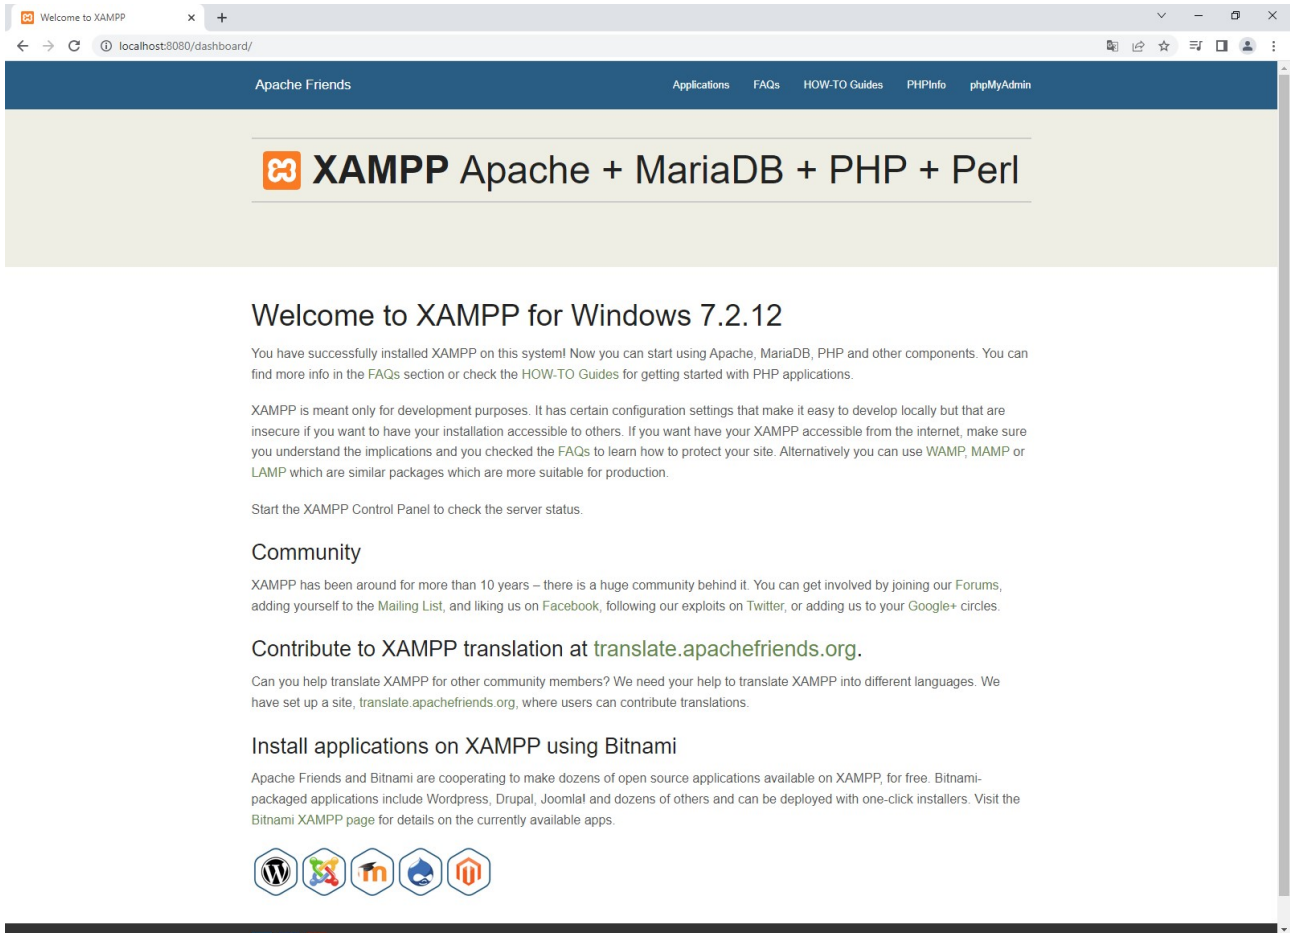 Welcome to XAMPP
localhost:8080/dashboard/
Apache Friends
Applications
FAQs
HOW-TO Guides
PHPInfo
phpMyAdmin
XAMPP Apache + MariaDB + PHP + Perl
Welcome to XAMPP for Windows 7.2.12
You have successfully installed XAMPP on this system! Now you can start using Apache, MariaDB, PHP and other components. You can
find more info in the FAQs section or check the HOW-TO Guides for getting started with PHP applications.
XAMPP is meant only for development purposes. It has certain configuration settings that make it easy to develop locally but that are
insecure if you want to have your installation accessible to others. If you want have your XAMPP accessible from the internet, make sure
you understand the implications and you checked the FAQs to learn how to protect your site. Alternatively you can use WAMP, MAMP or
LAMP which are similar packages which are more suitable for production.
Start the XAMPP Control Panel to check the server status.
Community
XAMPP has been around for more than 10 years – there is a huge community behind it. You can get involved by joining our Forums,
adding yourself to the Mailing List, and liking us on Facebook, following our exploits on Twitter, or adding us to your Google+ circles.
Contribute to XAMPP translation at translate.apachefriends.org.
Can you help translate XAMPP for other community members? We need your help to translate XAMPP into different languages. We
have set up a site, translate.apachefriends.org, where users can contribute translations.
Install applications on XAMPP using Bitnami
Apache Friends and Bitnami are cooperating to make dozens of open source applications available on XAMPP, for free. Bitnami-
packaged applications include Wordpress, Drupal, Joomla! and dozens of others and can be deployed with one-click installers. Visit the
Bitnami XAMPP page for details on the currently available apps.